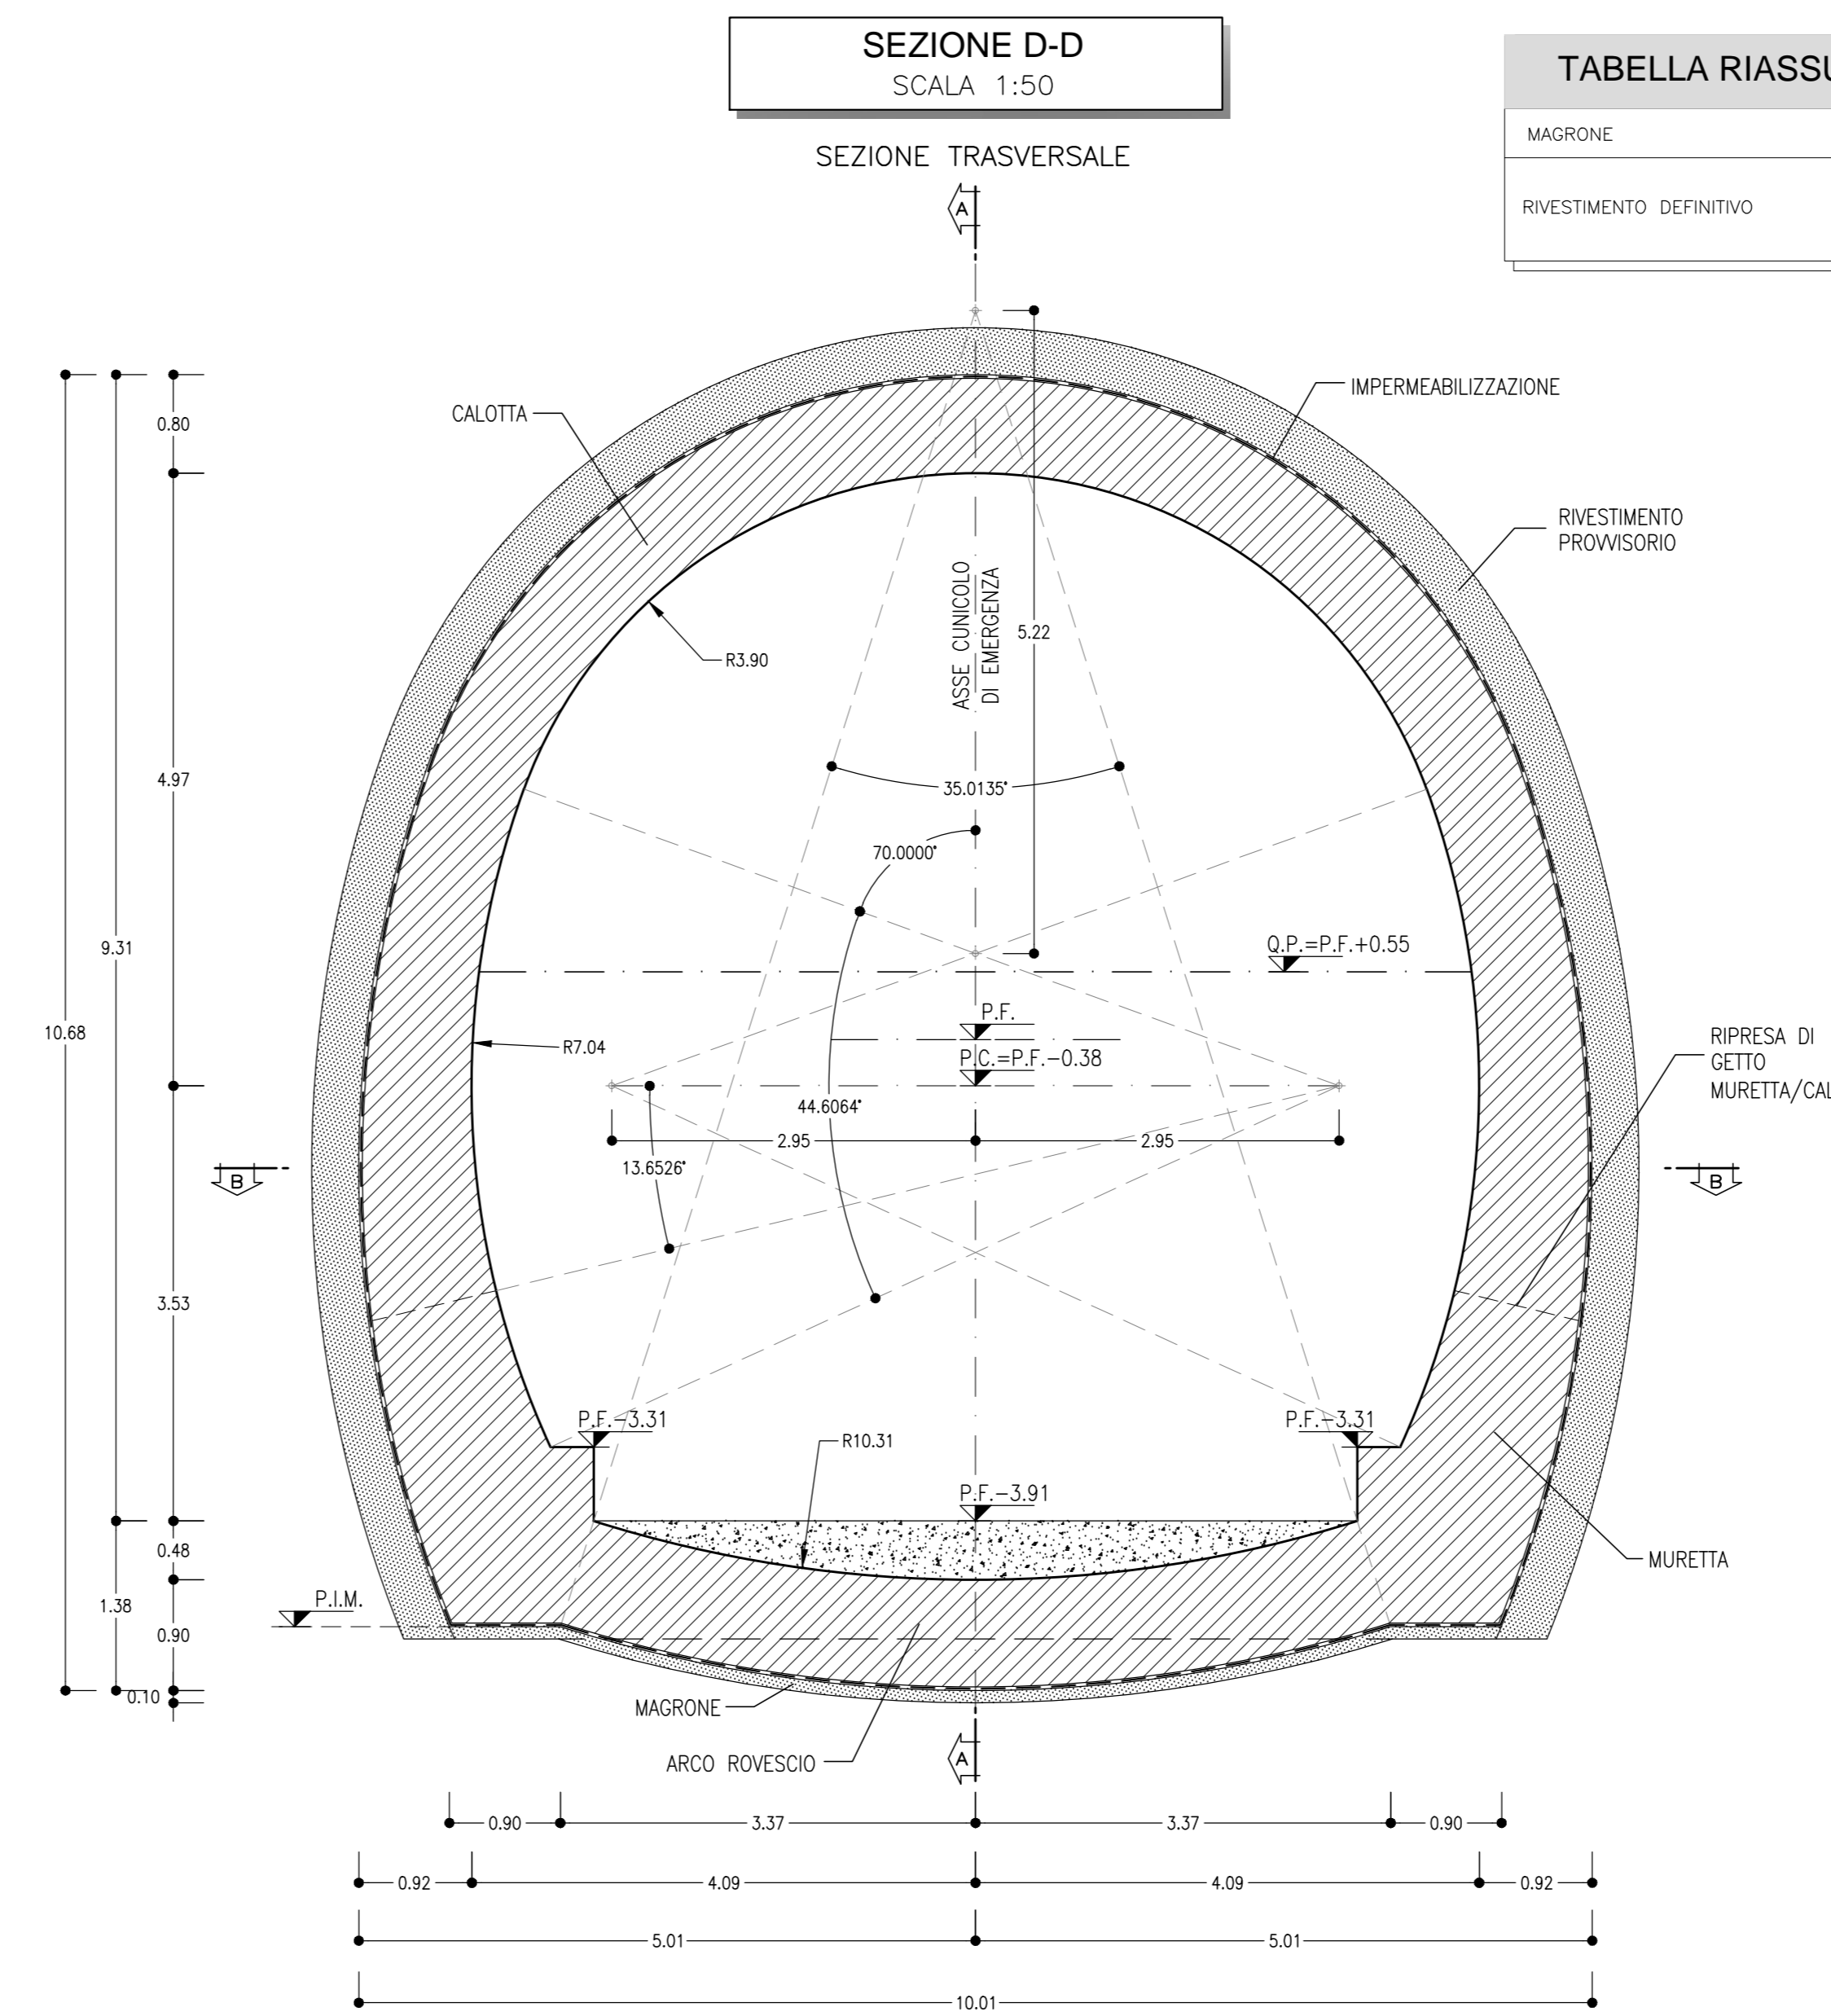 SEZIONE D-D
SCALA 1:50
TABELLA RIASSU
MAGRONE
RIVESTIMENTO DEFINITIVO
SEZIONE TRASVERSALE
A
IMPERMEABILIZZAZIONE
CALOTTA
0.80
RIVESTIMENTO
PROVVISORIO
ASSE CUNICOLO
DI EMERGENZA
5.22
R3.90
4.97
35.0135°
70.0000°
9.31
Q.P.=P.F.+0.55
10.68
P.F.
R7.04
P.C.=P.F.-0.38
RIPRESA DI
GETTO
MURETTA/CAL
44.6064°
2.95
2.95
13.6526°
B
B
3.53
P.F.-3.31
P.F.-3.31
R10.31
P.F.-3.91
0.48
MURETTA
P.I.M.
1.38
0.90
0.10
MAGRONE
ARCO ROVESCIO
A
0.90
3.37
3.37
0.90
0.92
4.09
4.09
0.92
5.01
5.01
10.01